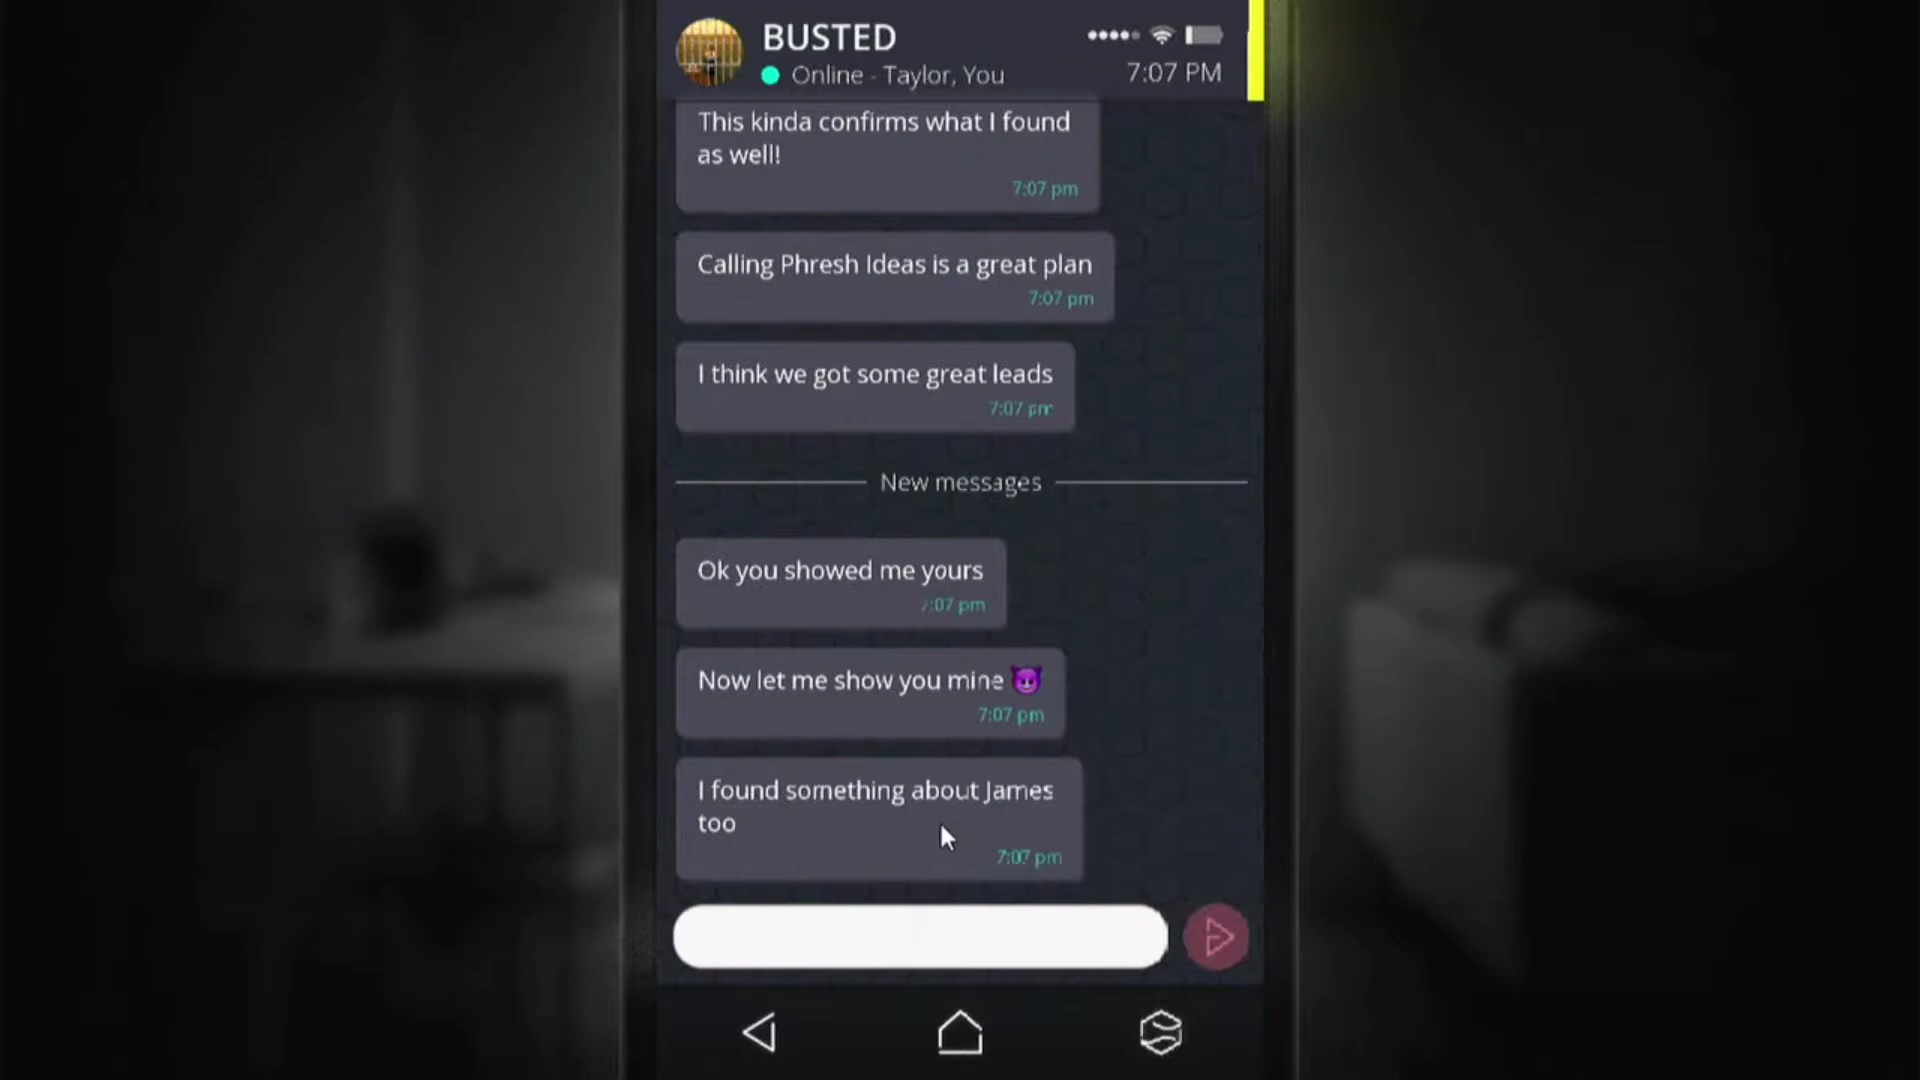 BUSTED
Online - Taylor, You
7:07 PM
This kinda confirms what I found
as well!
7:07 pm
Calling Phresh Ideas is a great plan
7:07 pm
I think we got some great leads
7:07 pm
New messages
Ok you showed me yours
7:07 pm
Now let me show you mine 😈
7:07 pm
I found something about James
too
7:07 pm